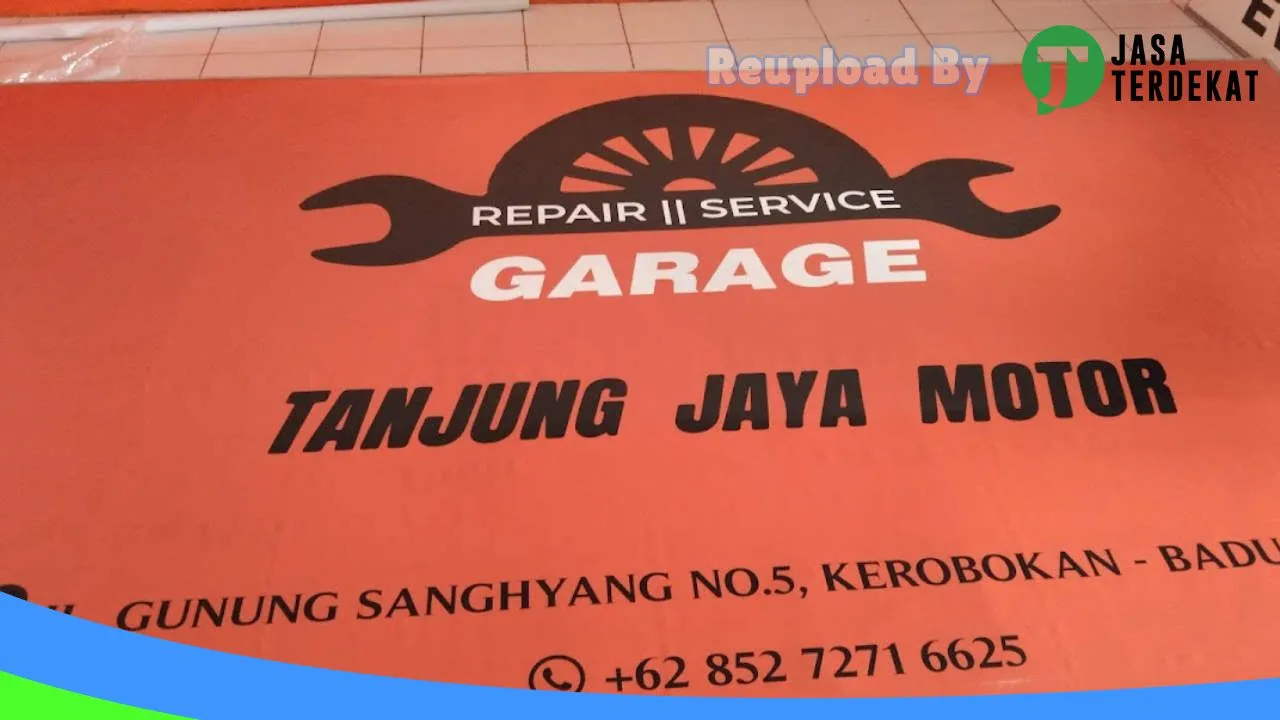 Reupload By
JASA
TERDEKAT
REPAIR || SERVICE
GARAGE
TANJUNG JAYA MOTOR
GUNUNG SANGHYANG NO.5, KEROBOKAN - BADU
+62 852 7271 6625